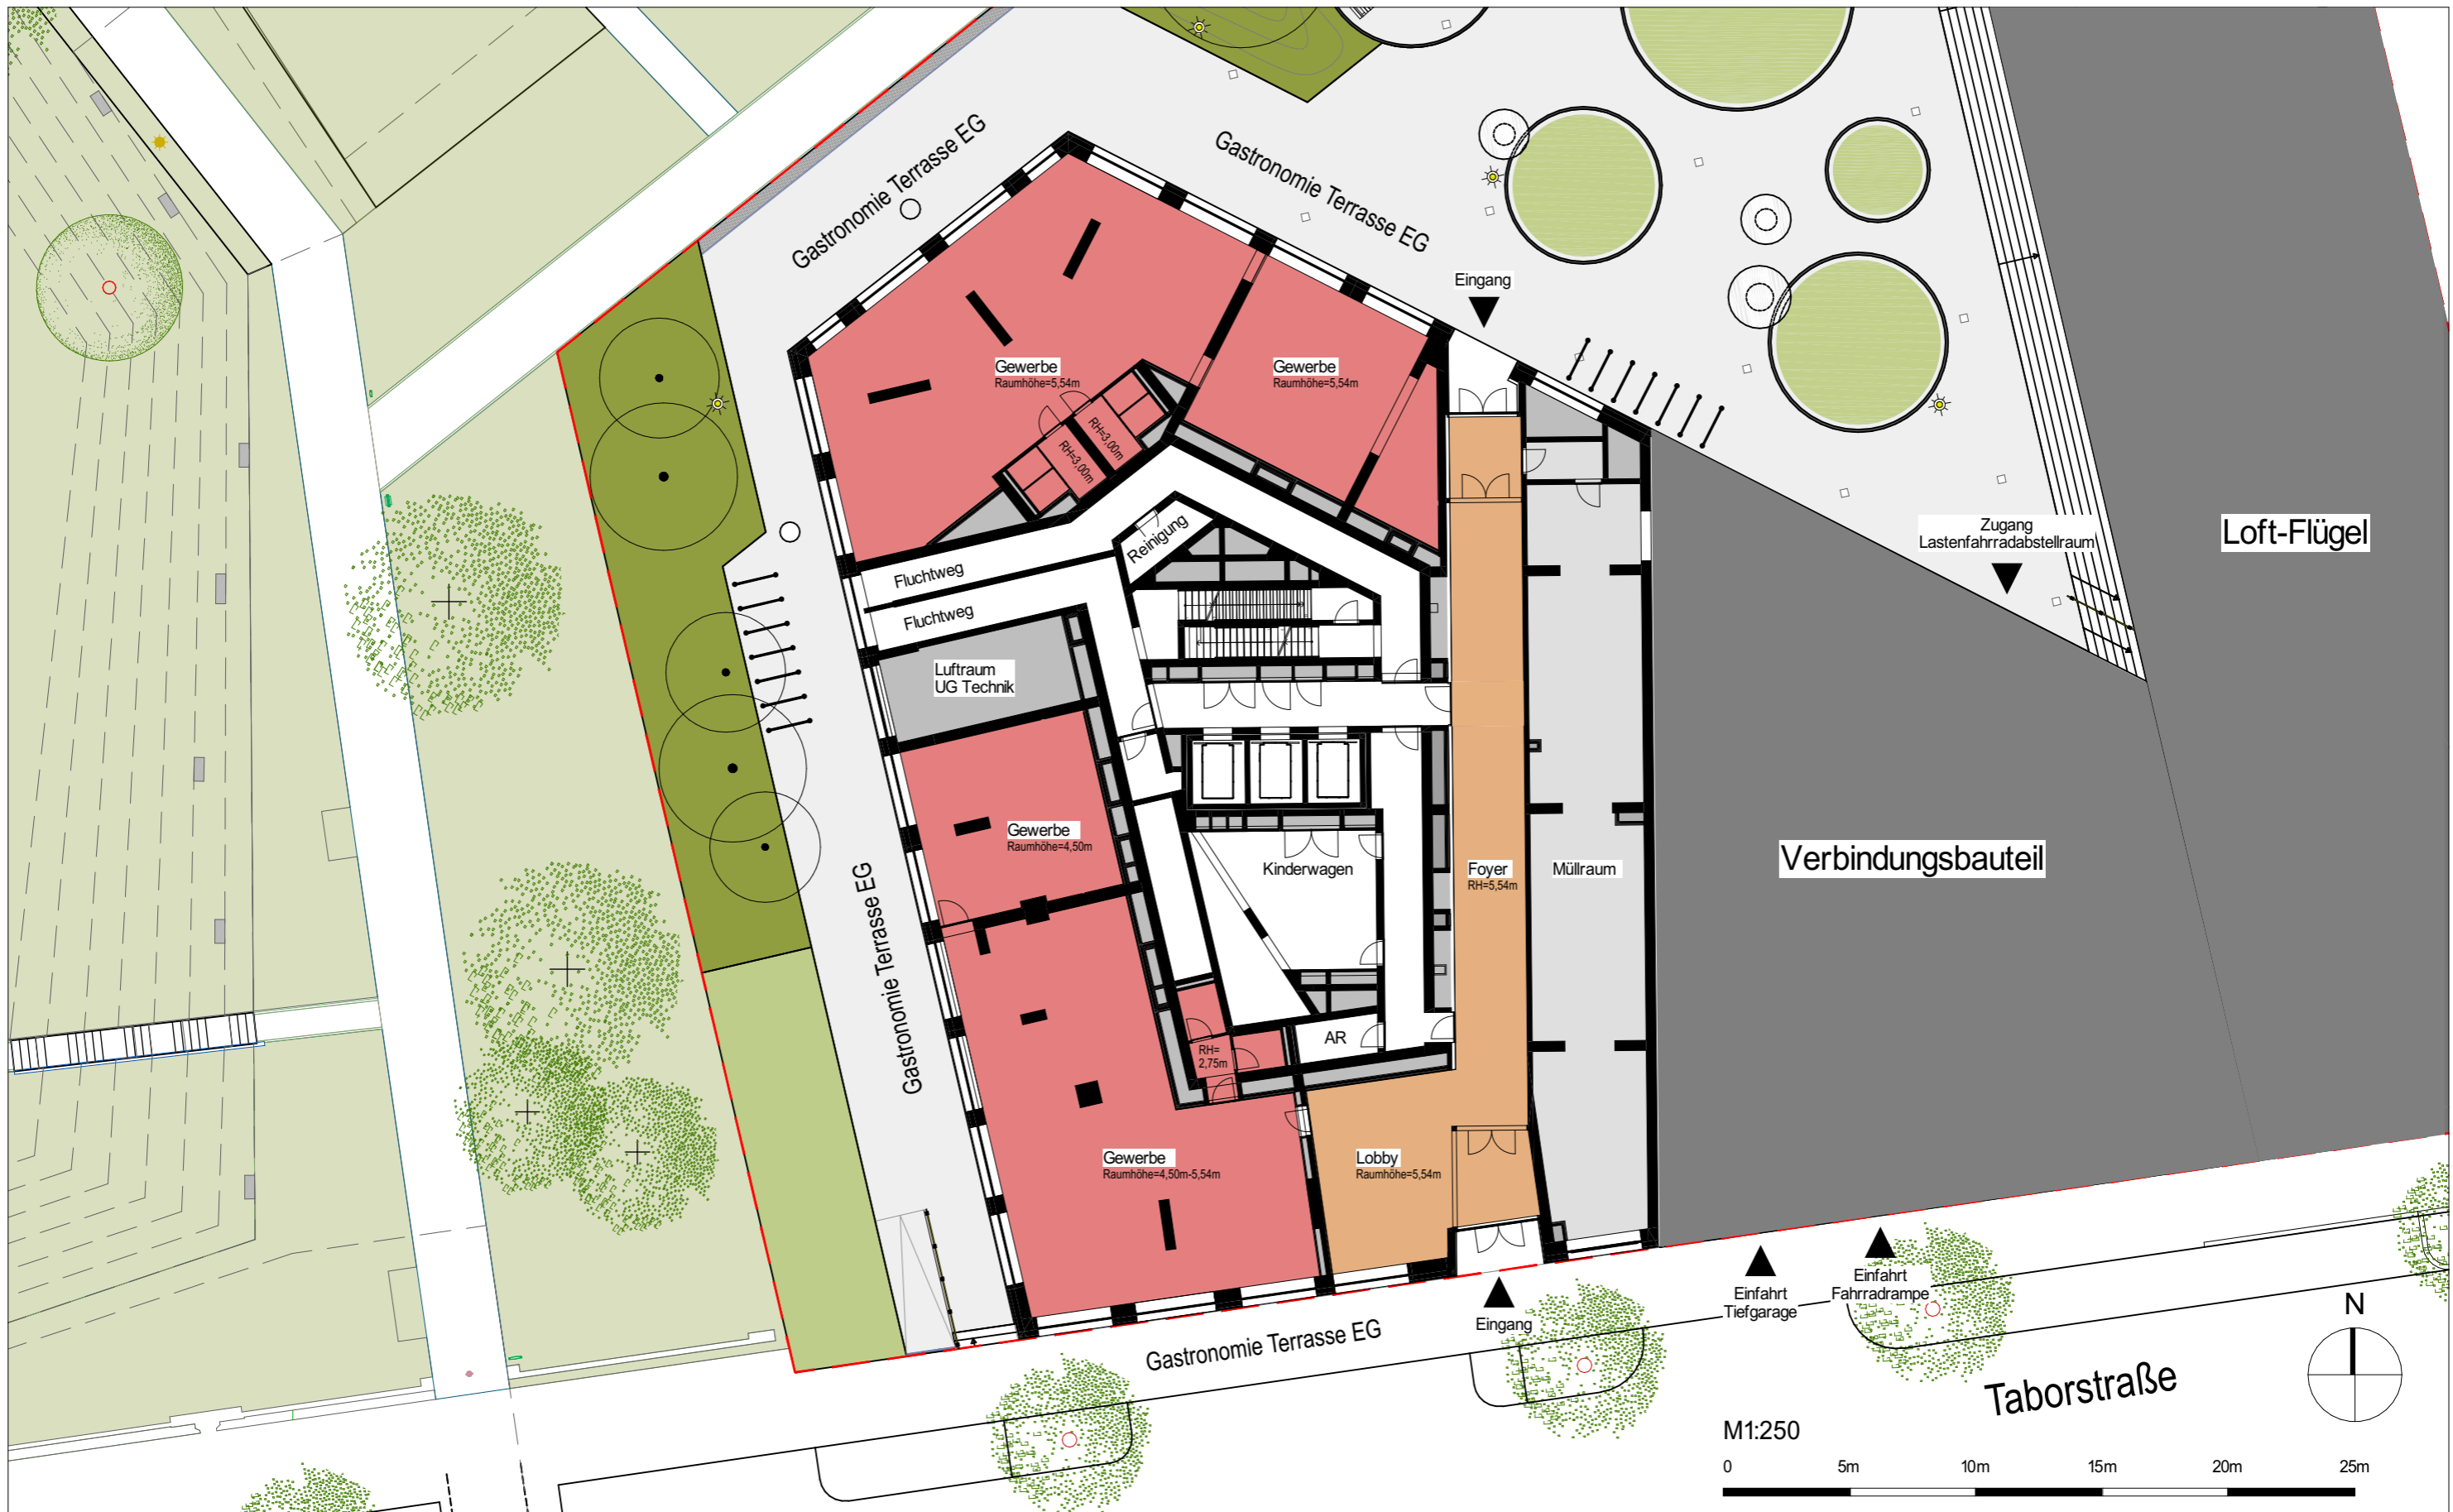 Gastronomie Terrasse EG
Gastronomie Terrasse EG
Eingang
Gewerbe
Raumhöhe=5,54m
Gewerbe
Raumhöhe=5,54m
RH=3,00m
RH=3,00m
Reinigung
Zugang
Lastenfahrradabstellraum
Loft-Flügel
Fluchtweg
Fluchtweg
Luftraum
UG Technik
Gewerbe
Raumhöhe=4,50m
Kinderwagen
Foyer
RH=5,54m
Müllraum
Verbindungsbauteil
Gastronomie Terrasse EG
AR
RH=
2,75m
Gewerbe
Raumhöhe=4,50m-5,54m
Lobby
Raumhöhe=5,54m
Eingang
Einfahrt
Tiefgarage
Einfahrt
Fahrradrampe
Gastronomie Terrasse EG
Taborstraße
N
M1:250
0 5m 10m 15m 20m 25m